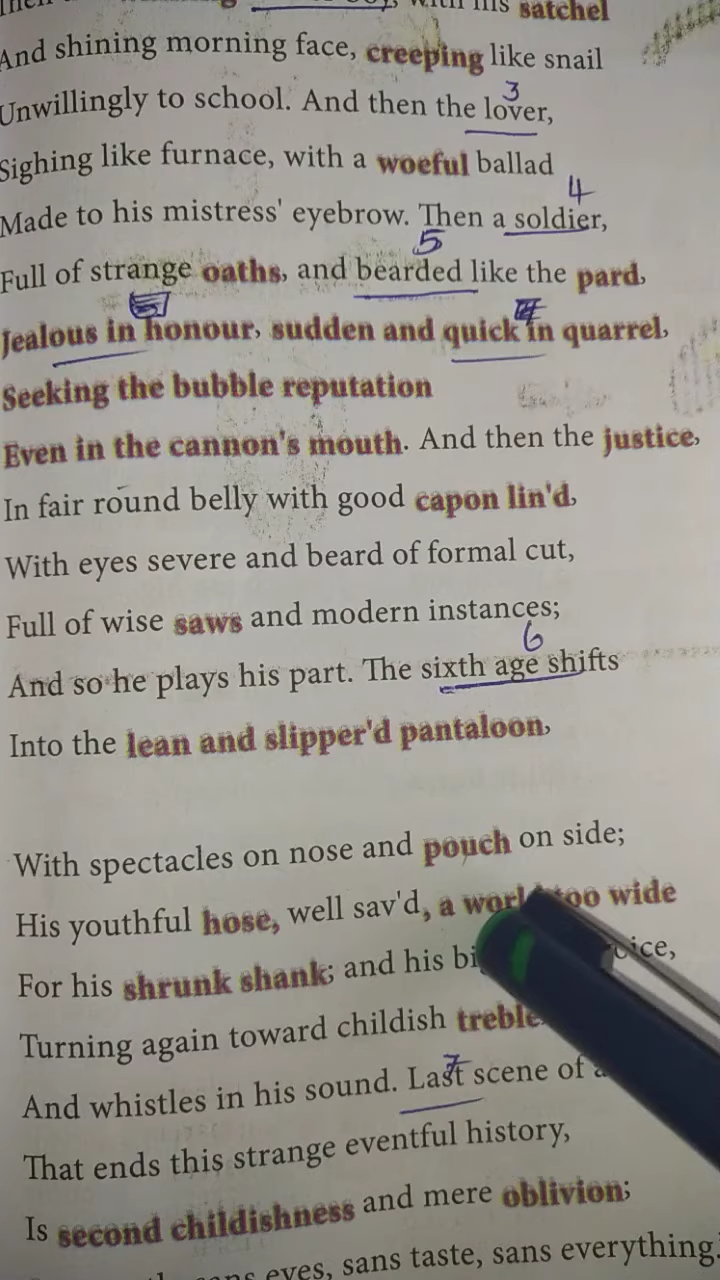 with his satchel
And shining morning face, creeping like snail
3
Unwillingly to school. And then the lover,
Sighing like furnace, with a woeful ballad
4
Made to his mistress' eyebrow. Then a soldier,
5
Full of strange oaths, and bearded like the pard,
Jealous in honour, sudden and quick in quarrel,
Seeking the bubble reputation
Even in the cannon's mouth. And then the justice,
In fair round belly with good capon lin'd,
With eyes severe and beard of formal cut,
Full of wise saws and modern instances;
6
And so he plays his part. The sixth age shifts
Into the lean and slipper'd pantaloon,
With spectacles on nose and pouch on side;
His youthful hose, well sav'd, a world too wide
For his shrunk shank; and his
Turning again toward childish treble
7
And whistles in his sound. Last scene of
That ends this strange eventful history,
Is second childishness and mere oblivion;
eyes, sans taste, sans everything.